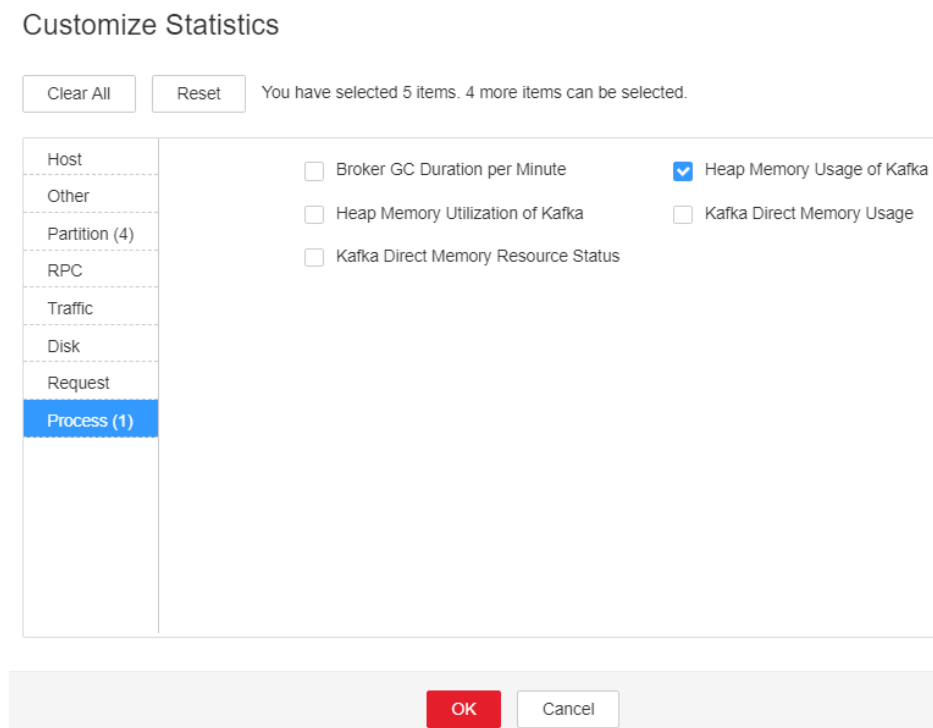 Customize Statistics
Clear All Reset You have selected 5 items. 4 more items can be selected.
Host
Other
Partition (4)
RPC
Traffic
Disk
Request
Process (1)
Broker GC Duration per Minute Heap Memory Usage of Kafka
Heap Memory Utilization of Kafka Kafka Direct Memory Usage
Kafka Direct Memory Resource Status
OK Cancel